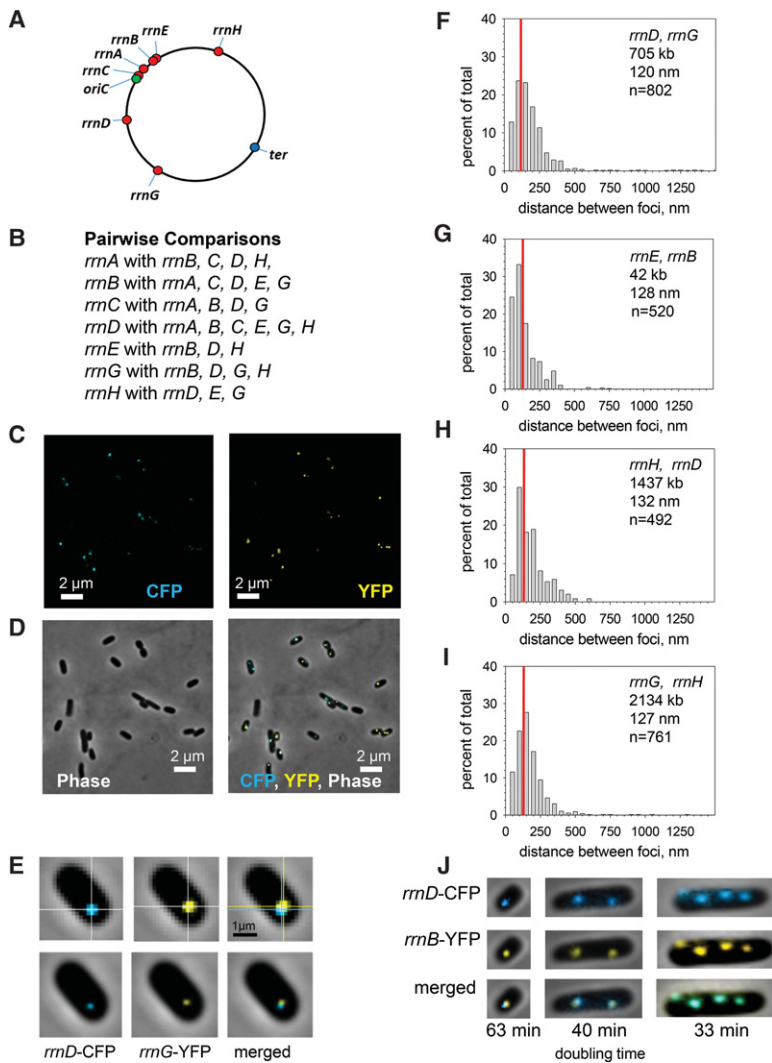 A
rrnE
rrnB
rrnH
rrnA
rrnC
oriC
rrnD
ter
rrnG
B
Pairwise Comparisons
rrnA with rrnB, C, D, H,
rrnB with rrnA, C, D, E, G
rrnC with rrnA, B, D, G
rrnD with rrnA, B, C, E, G, H
rrnE with rrnB, D, H
rrnG with rrnB, D, G, H
rrnH with rrnD, E, G
C
2 µm
CFP
2 µm
YFP
D
Phase
2 µm
2 µm
CFP, YFP, Phase
E
1µm
rrnD-CFP
rrnG-YFP
merged
F
rrnD, rrnG
705 kb
120 nm
n=802
percent of total
40
30
20
10
0
0 250 500 750 1000 1250
distance between foci, nm
G
rrnE, rrnB
42 kb
128 nm
n=520
percent of total
40
30
20
10
0
0 250 500 750 1000 1250
distance between foci, nm
H
rrnH, rrnD
1437 kb
132 nm
n=492
percent of total
40
30
20
10
0
0 250 500 750 1000 1250
distance between foci, nm
I
rrnG, rrnH
2134 kb
127 nm
n=761
percent of total
40
30
20
10
0
0 250 500 750 1000 1250
distance between foci, nm
J
rrnD-CFP
rrnB-YFP
merged
63 min 40 min 33 min
doubling time